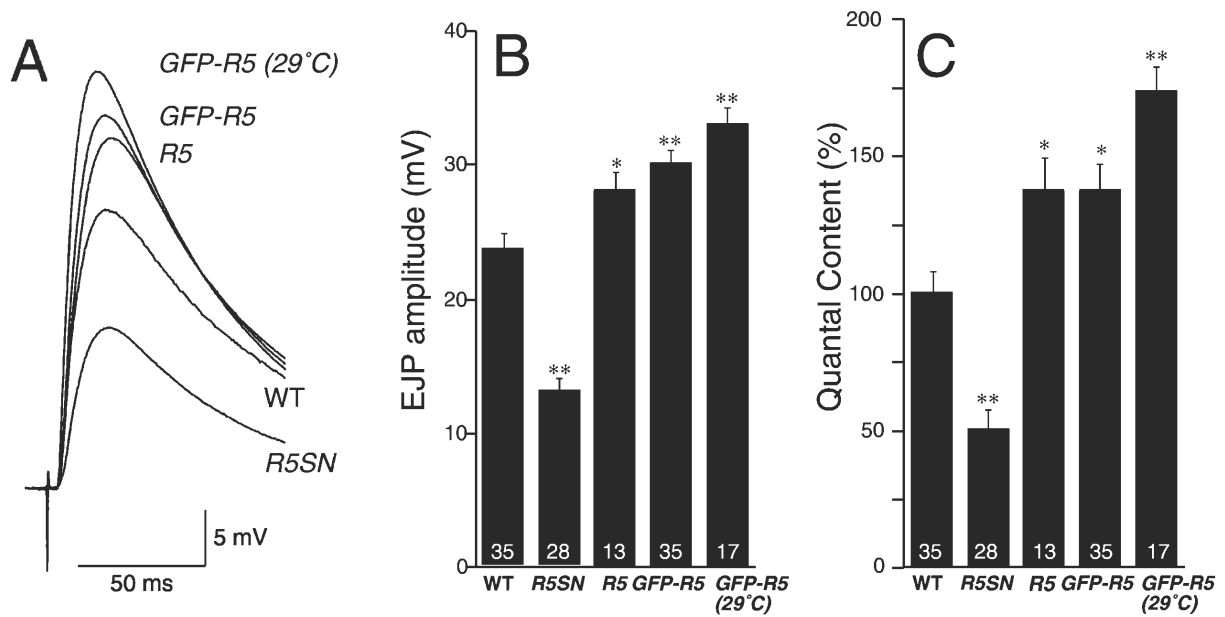 A
GFP-R5 (29˚C)
GFP-R5
R5
WT
R5SN
5 mV
50 ms
B
EJP amplitude (mV)
40
30
20
10
0
*
**
**
**
35 28 13 35 17
WT R5SN R5 GFP-R5 GFP-R5
(29˚C)
C
Quantal Content (%)
200
150
100
50
0
**
*
*
**
35 28 13 35 17
WT R5SN R5 GFP-R5 GFP-R5
(29˚C)